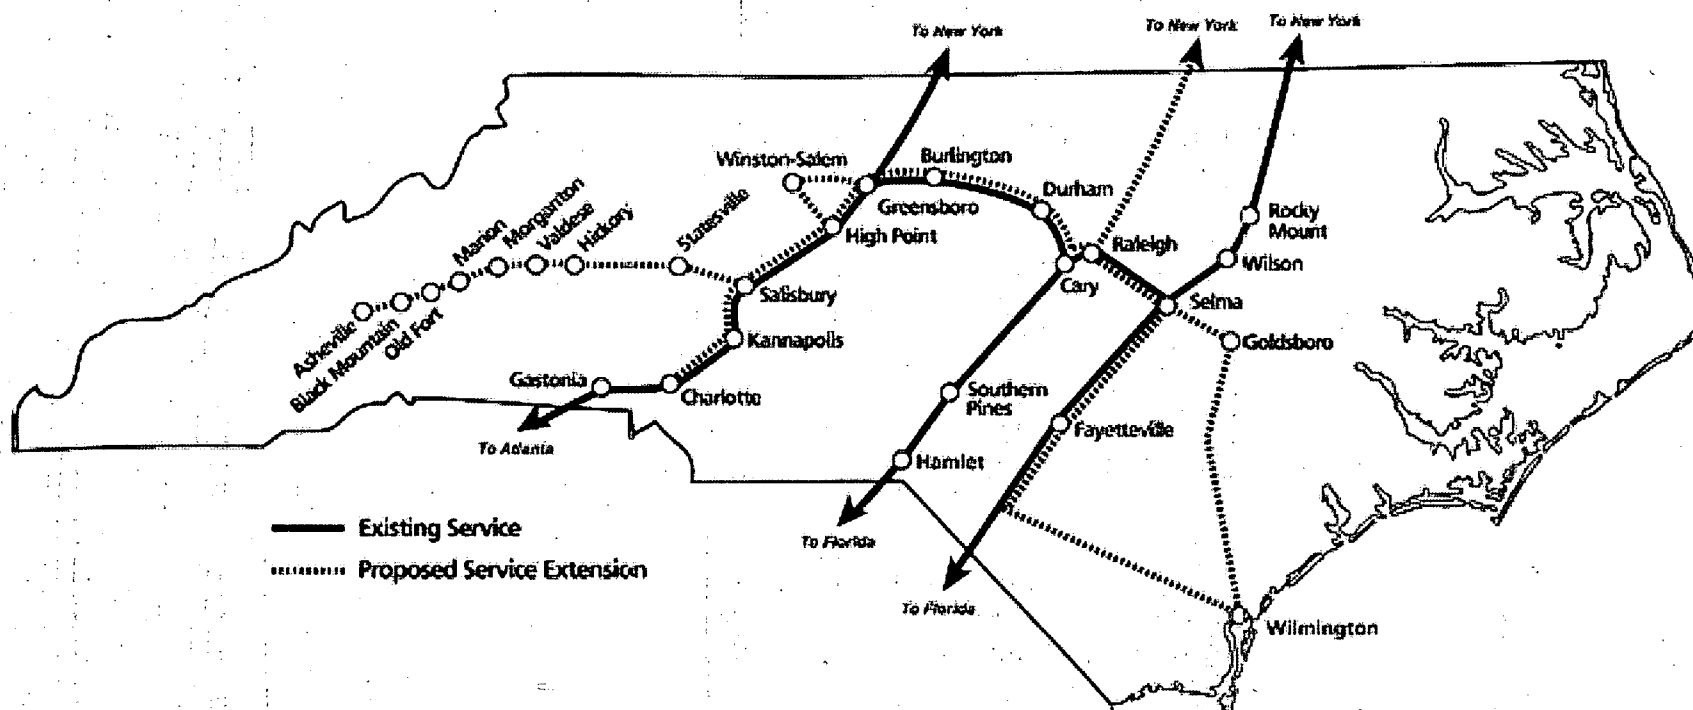 To New York
To New York
To New York
Winston-Salem
Burlington
Durham
Greensboro
High Point
Raleigh
Rocky
Mount
Wilson
Cary
Selma
Goldsboro
Statesville
Hickory
Valdese
Morganton
Marion
Old Fort
Black Mountain
Asheville
Salisbury
Kannapolis
Gastonia
Charlotte
To Atlanta
Southern
Pines
Fayetteville
Hamlet
To Florida
To Florida
Wilmington
Existing Service
Proposed Service Extension